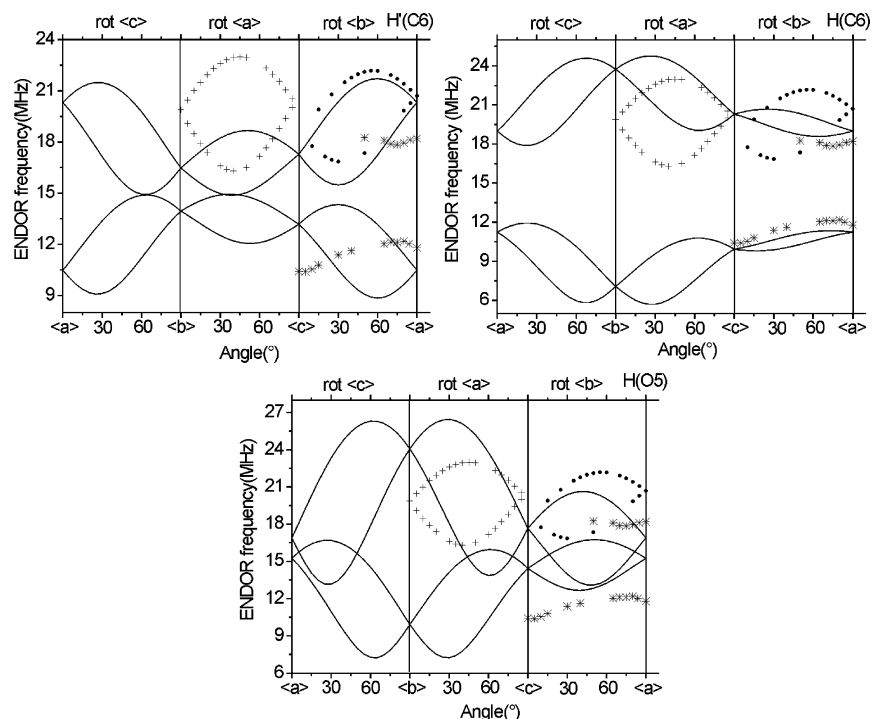 rot <c> rot <a> rot <b> H'(C6)
ENDOR frequency(MHz)
24
21
18
15
12
9
<a> 30 60 <b> 30 60 <c> 30 60 <a>
Angle(°)
rot <c> rot <a> rot <b> H(C6)
ENDOR frequency (MHz)
27
24
21
18
15
12
9
6
<a> 30 60 <b> 30 60 <c> 30 60 <a>
Angle(°)
rot <c> rot <a> rot <b> H(O5)
ENDOR frequency(MHz)
27
24
21
18
15
12
9
6
<a> 30 60 <b> 30 60 <c> 30 60 <a>
Angle(°)